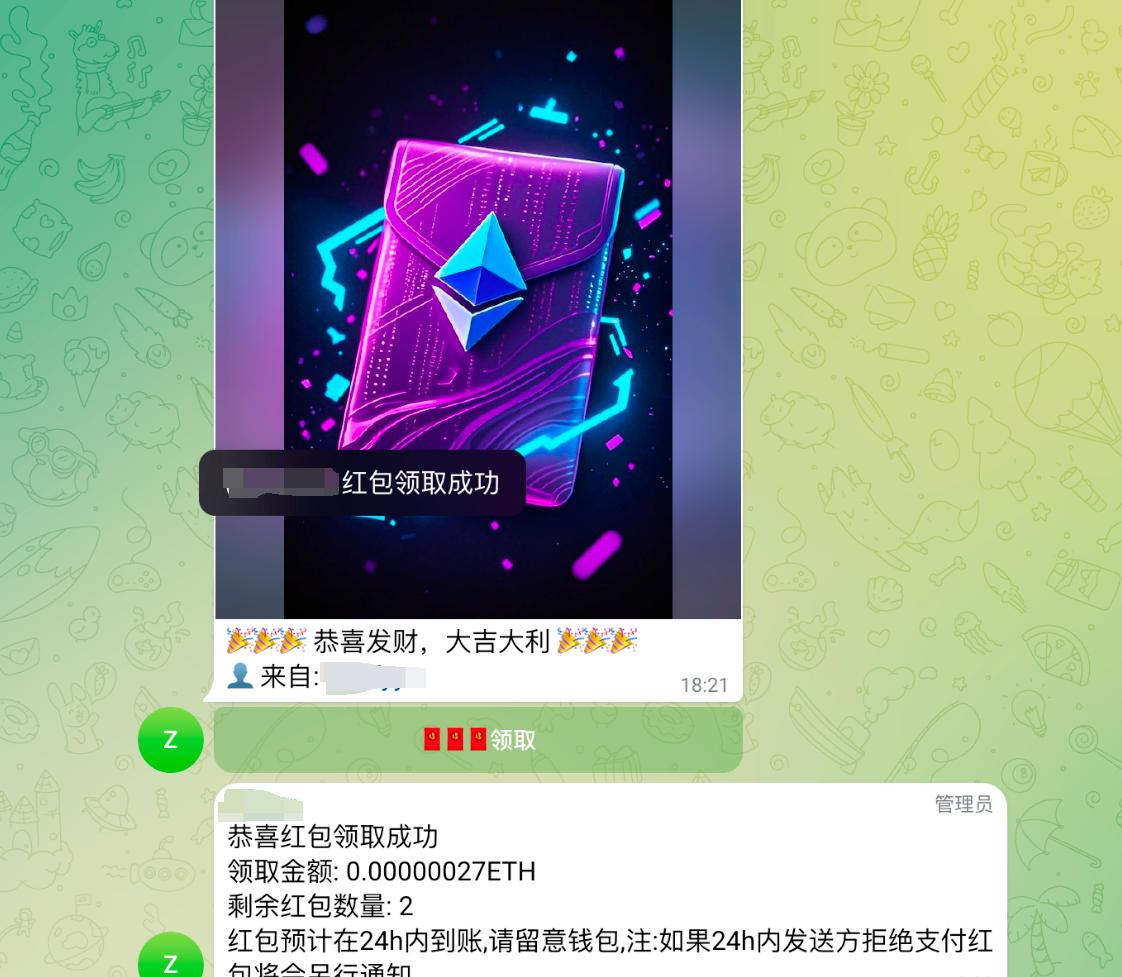 红包领取成功
🎉🎉🎉 恭喜发财，大吉大利 🎉🎉🎉
👤 来自:
18:21
Z
🧧🧧🧧领取
管理员
恭喜红包领取成功
领取金额: 0.00000027ETH
剩余红包数量: 2
红包预计在24h内到账,请留意钱包,注:如果24h内发送方拒绝支付红
包将会另行通知
Z